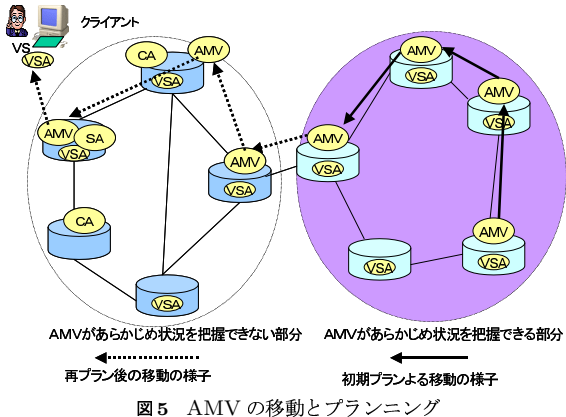 クライアント
VS
VSA
CA
AMV
VSA
AMV
SA
VSA
AMV
VSA
CA
VSA
AMV
VSA
AMV
VSA
AMV
VSA
AMV
VSA
VSA
AMVがあらかじめ状況を把握できない部分
再プラン後の移動の様子
AMVがあらかじめ状況を把握できる部分
初期プランよる移動の様子
図5 AMVの移動とプランニング